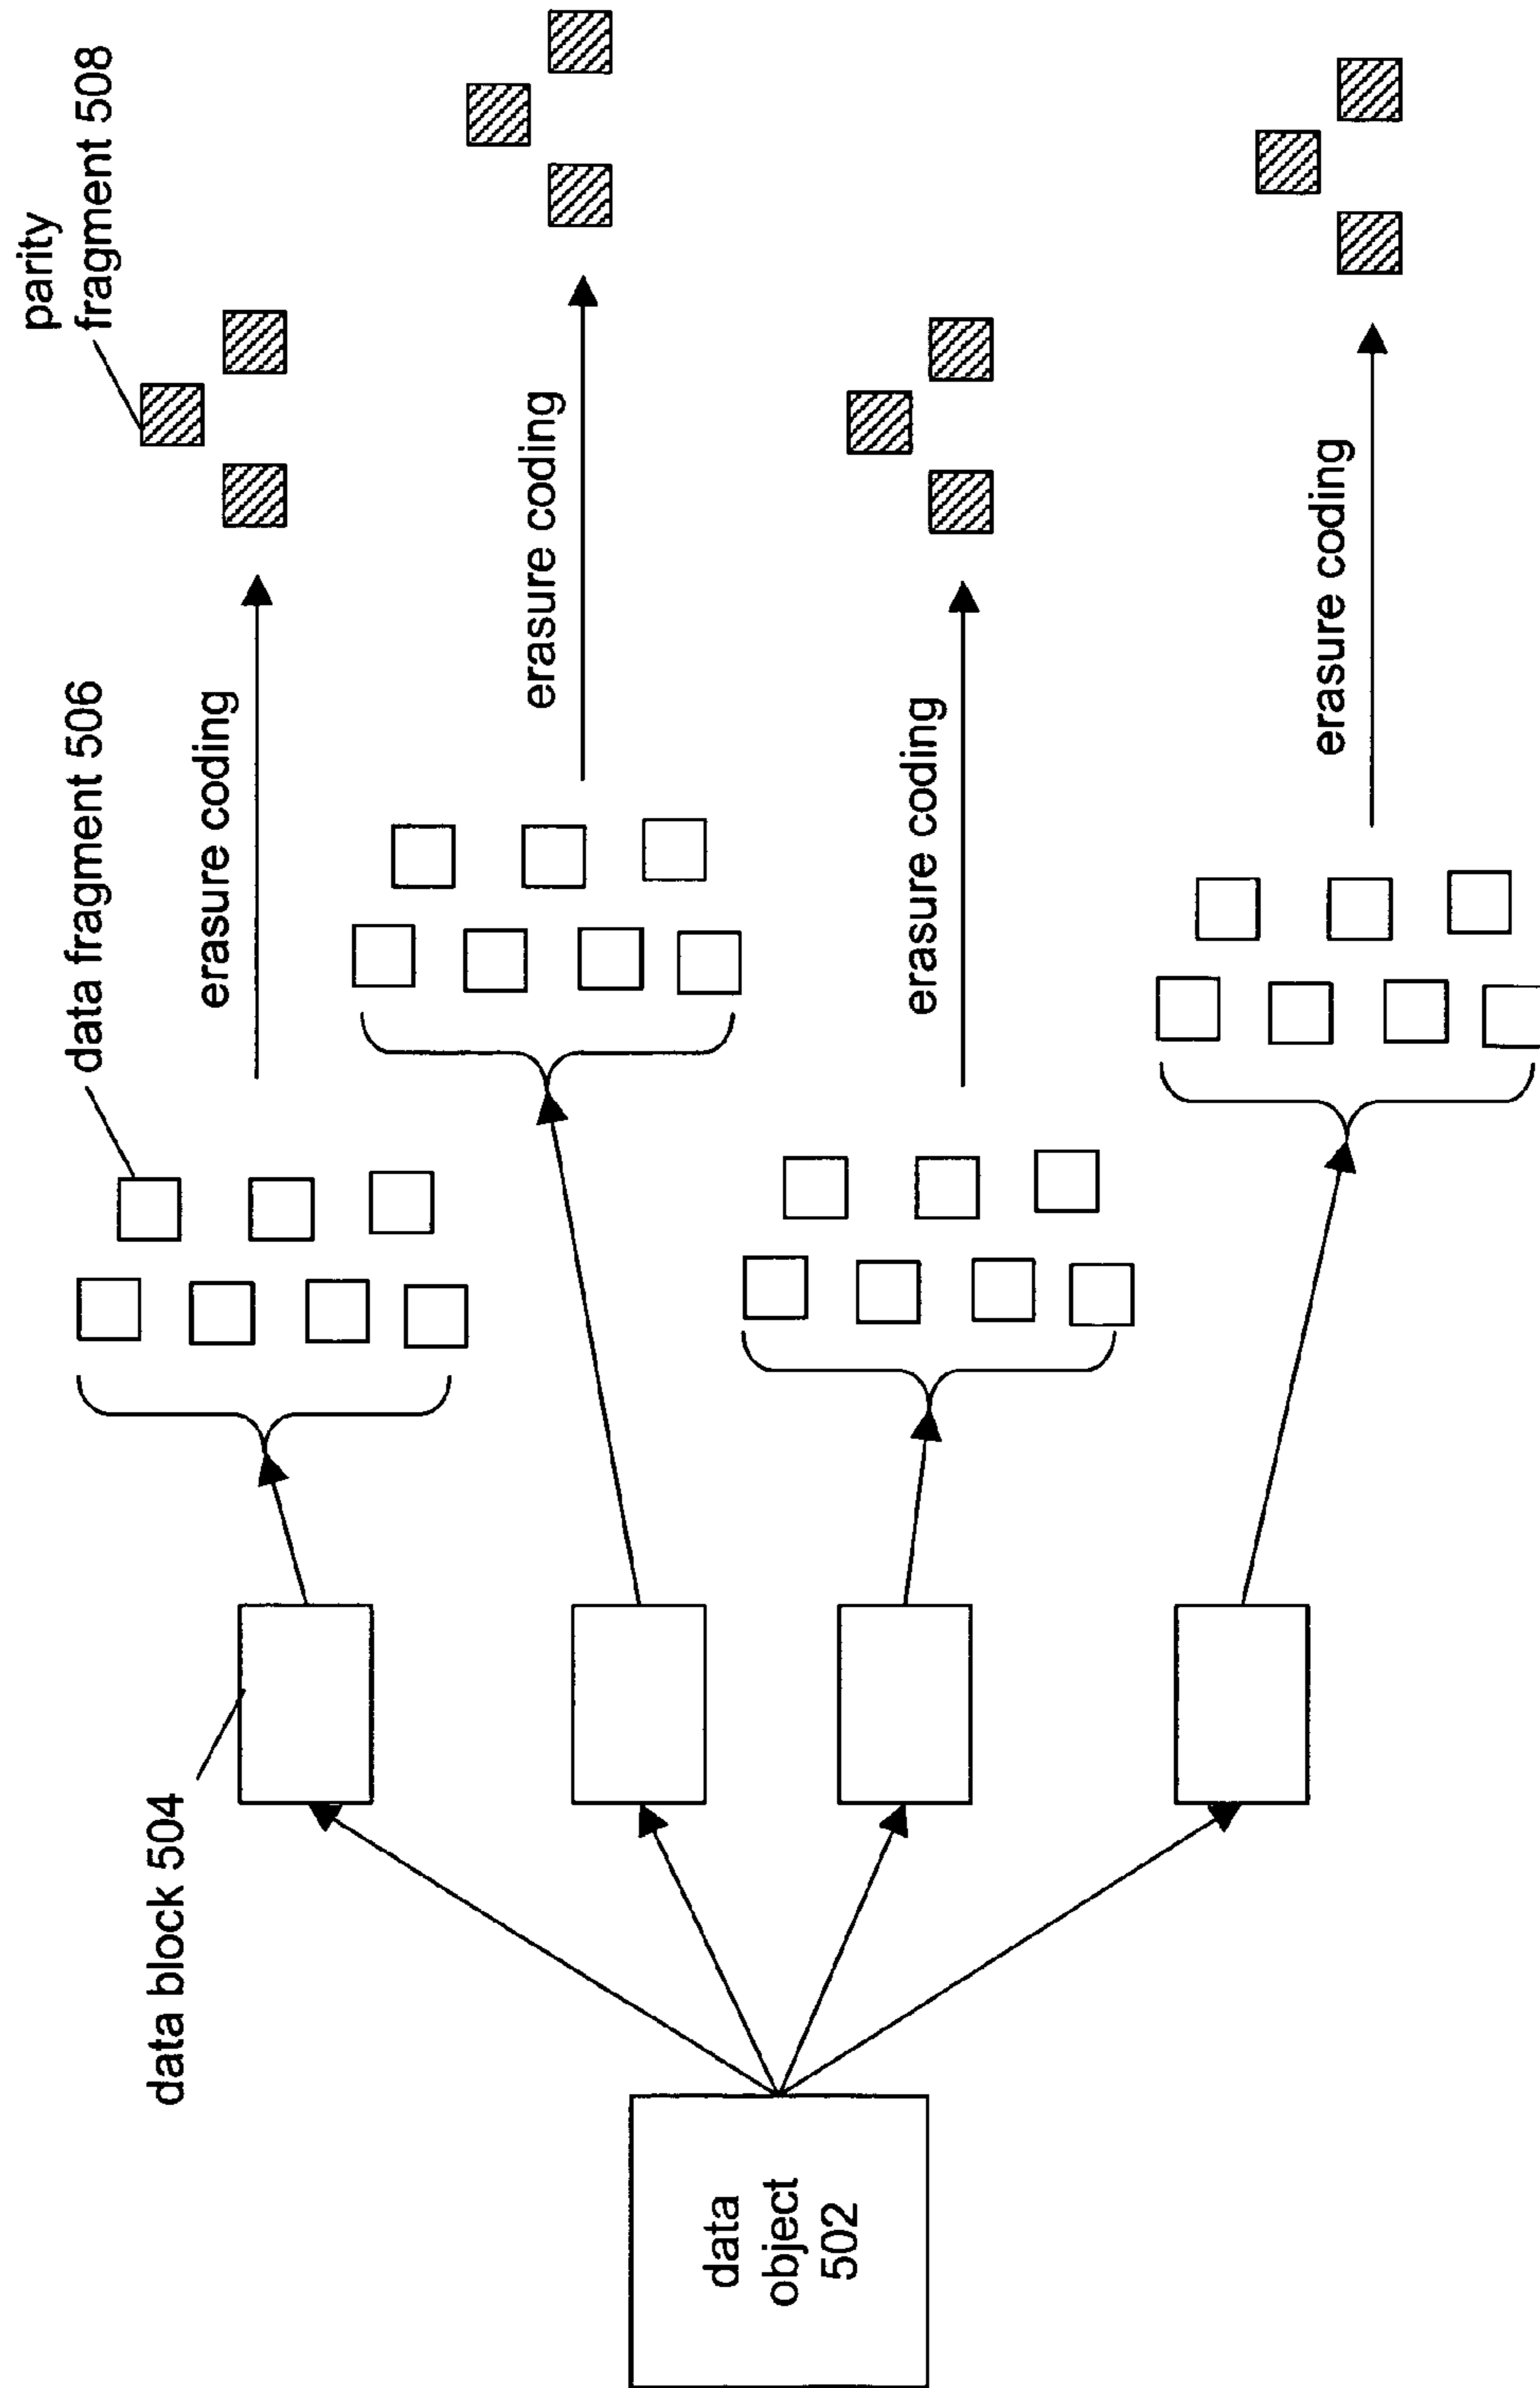 data
object
502
data block 504
data fragment 506
parity
fragment 508
erasure coding
erasure coding
erasure coding
erasure coding